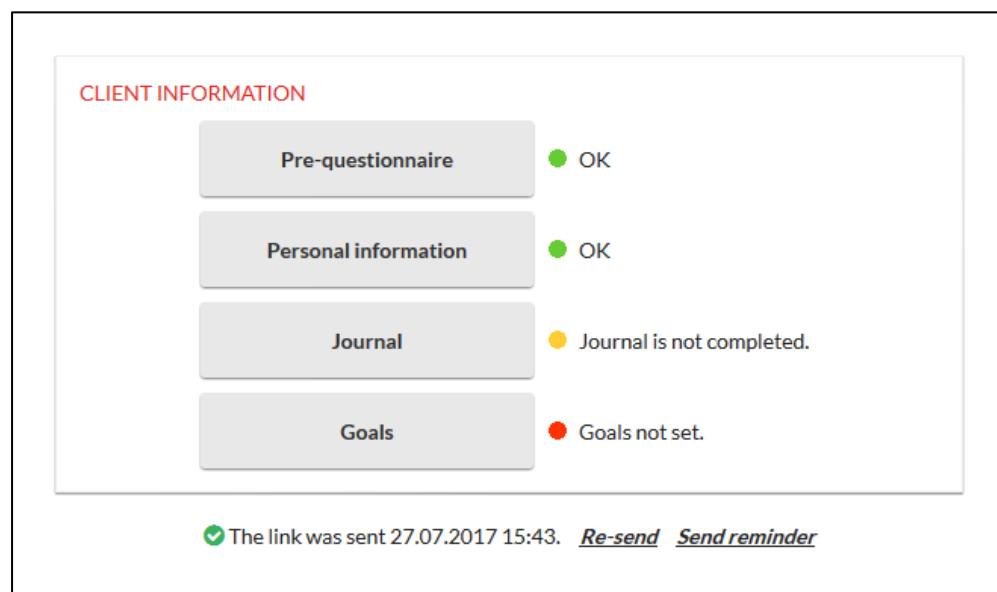 CLIENT INFORMATION
Pre-questionnaire OK
Personal information OK
Journal Journal is not completed.
Goals Goals not set.
The link was sent 27.07.2017 15:43. Re-send Send reminder